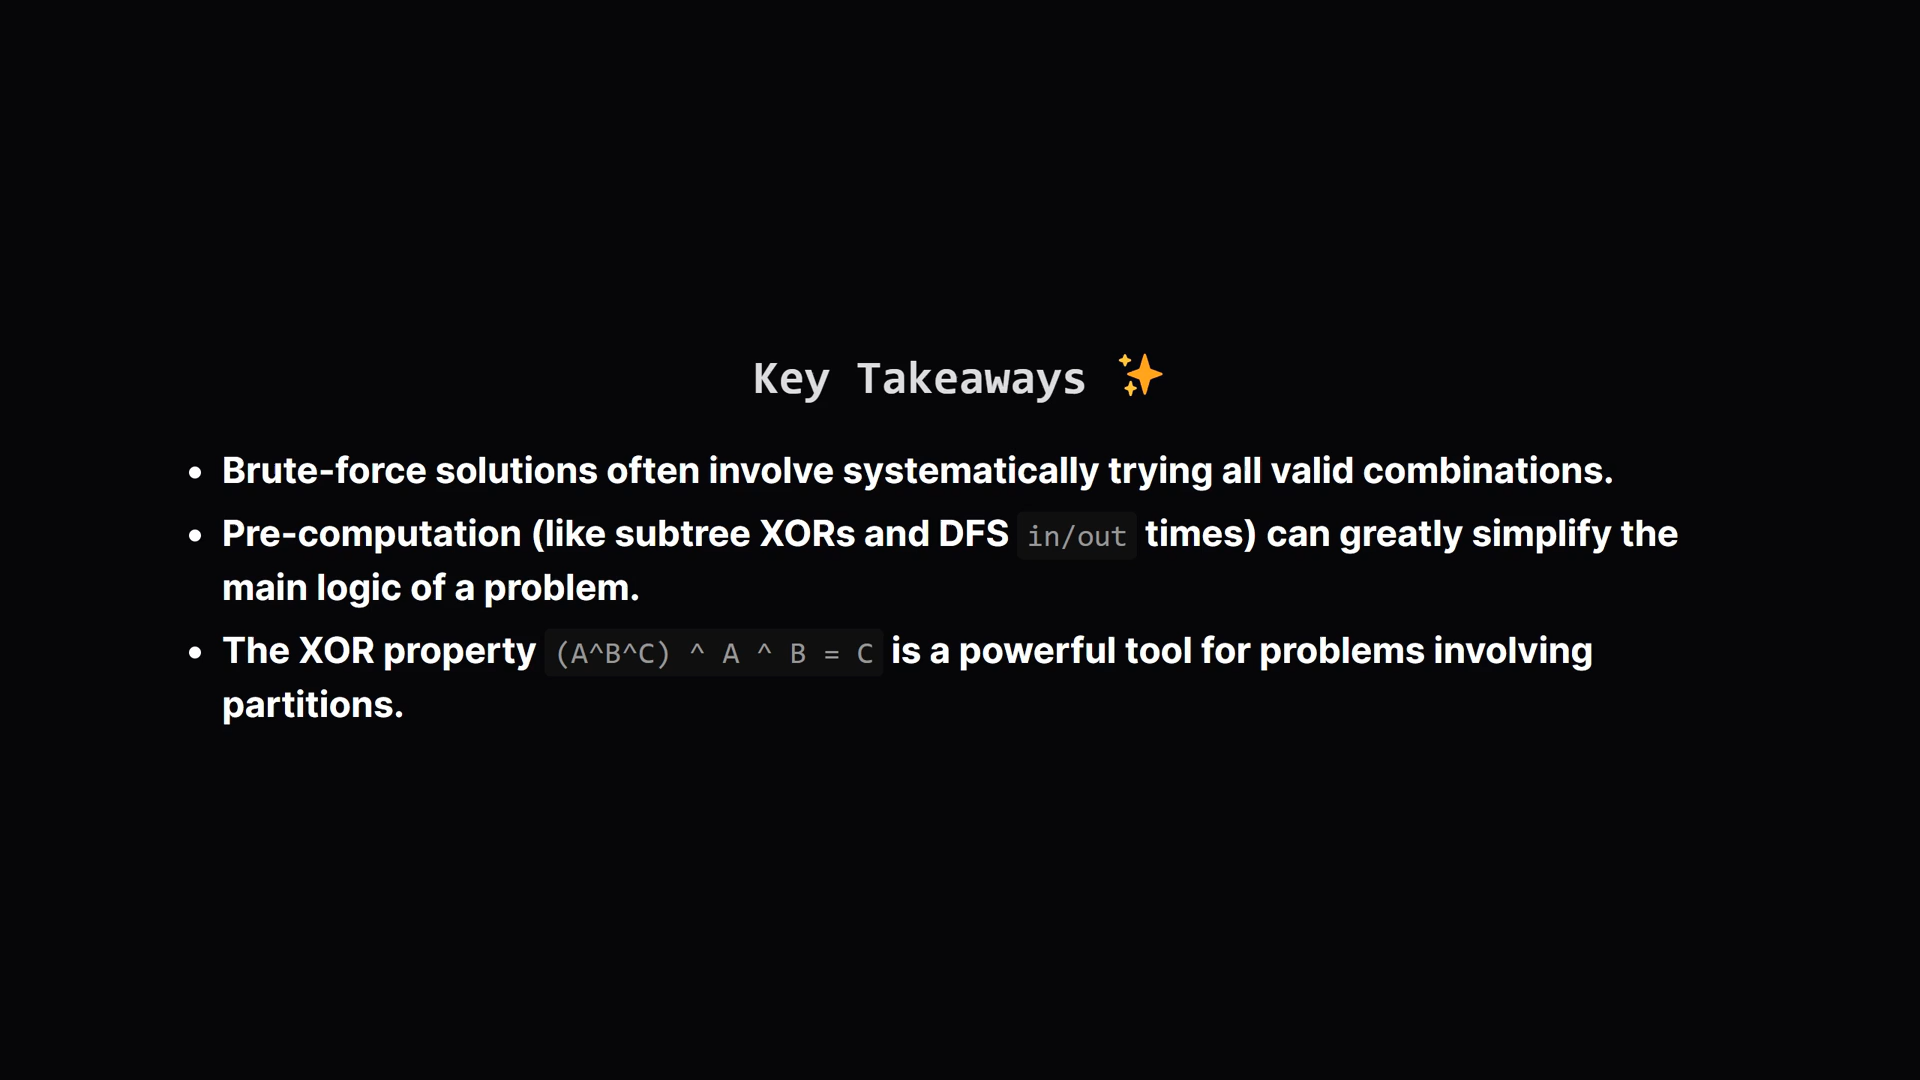 Key Takeaways ✨
• Brute-force solutions often involve systematically trying all valid combinations.
• Pre-computation (like subtree XORs and DFS in/out times) can greatly simplify the
main logic of a problem.
• The XOR property (A^B^C) ^ A ^ B = C is a powerful tool for problems involving
partitions.